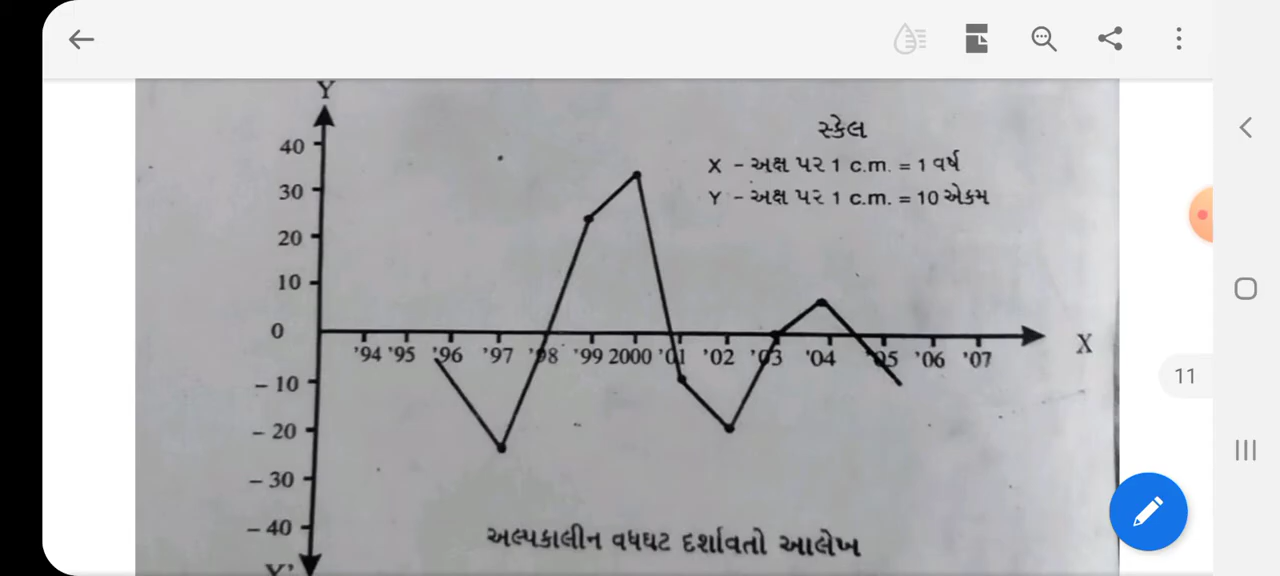 Y
સ્કેલ
X - અક્ષ પર 1 c.m. = 1 વર્ષ
Y - અક્ષ પર 1 c.m. = 10 એકમ
40
30
20
10
0
'94 '95 '96 '97 '98 '99 2000 '01 '02 '03 '04 '05 '06 '07 X
- 10
- 20
- 30
- 40
અલ્પકાલીન વધઘટ દર્શાવતો આલેખ
Y'
11